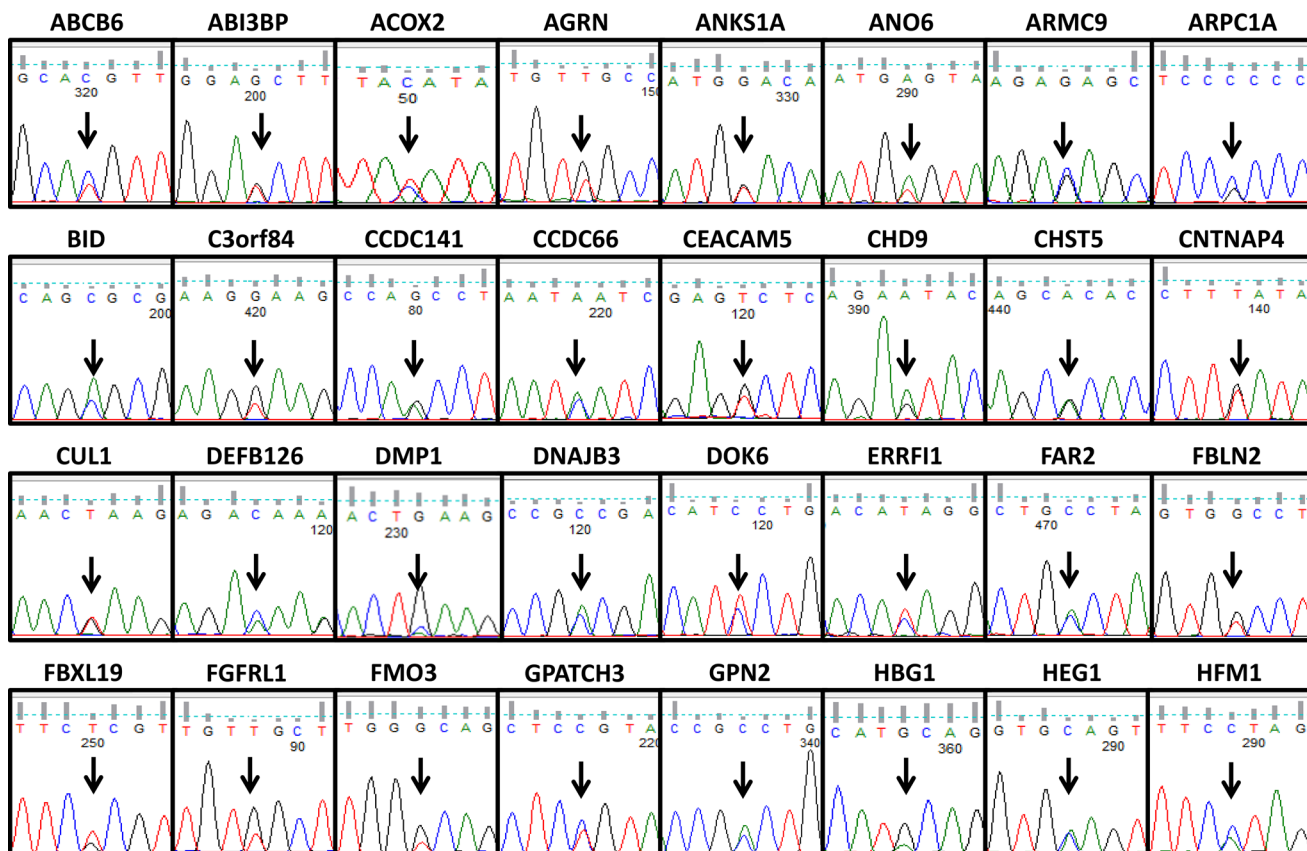 ABCB6 ABI3BP ACOX2 AGRN ANKS1A ANO6 ARMC9 ARPC1A
G C A C G T T G G A G C T T T A C A T A T G T T G C C A T G G A C A A T G A G T A A G A G A G C T C C C C C C
320 200 50 150 330 290
BID C3orf84 CCDC141 CCDC66 CEACAM5 CHD9 CHST5 CNTNAP4
C A G C G C G A A G G A A G C C A G C C T A A T A A T C G A G T C T C A G A A T A C A G C A C A C C T T T A T A
200 420 80 220 120 390 440 140
CUL1 DEFB126 DMP1 DNAJB3 DOK6 ERRFI1 FAR2 FBLN2
A A C T A A G A G A C A A A A C T G A A G C C G C C G A C A T C C T G A C A T A G G C T G C C T A G T G G C C T
120 230 120 120 470
FBXL19 FGFRL1 FMO3 GPATCH3 GPN2 HBG1 HEG1 HFM1
T T C T C G T T G T T G C T T G G G C A G C T C C G T A C C G C C T G C A T G C A G G T G C A G T T T C C T A G
250 90 220 340 360 290 290